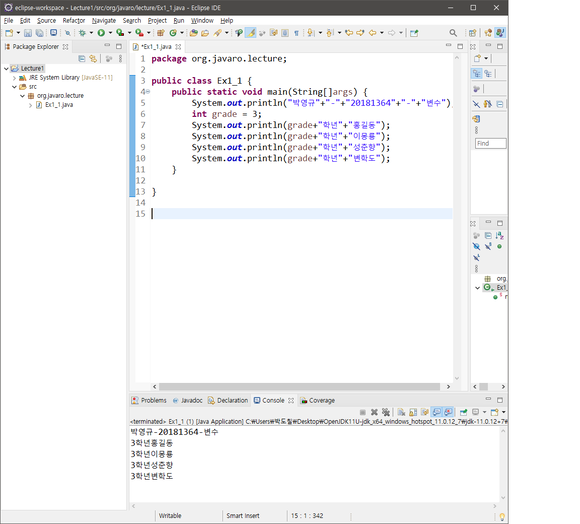 eclipse-workspace - Lecture1/src/org/javaro/lecture/Ex1_1.java - Eclipse IDE
File Edit Source Refactor Navigate Search Project Run Window Help
Package Explorer
Lecture1
JRE System Library [JavaSE-11]
src
org.javaro.lecture
Ex1_1.java
*Ex1_1.java
1 package org.javaro.lecture;
2
3 public class Ex1_1 {
4 public static void main(String[]args) {
5 System.out.println("박영규"+"-"+"20181364"+"-"+"변수")
6 int grade = 3;
7 System.out.println(grade+"학년"+"홍길동");
8 System.out.println(grade+"학년"+"이몽룡");
9 System.out.println(grade+"학년"+"성춘향");
10 System.out.println(grade+"학년"+"변학도");
11 }
12
13 }
14
15
Find
org.
Ex1_
Problems Javadoc Declaration Console Coverage
<terminated> Ex1_1 (1) [Java Application] C:₩Users₩박도철₩Desktop₩OpenJDK11U-jdk_x64_windows_hotspot_11.0.12_7₩jdk-11.0.12+7₩
박영규-20181364-변수
3학년홍길동
3학년이몽룡
3학년성춘향
3학년변학도
Writable Smart Insert 15 : 1 : 342